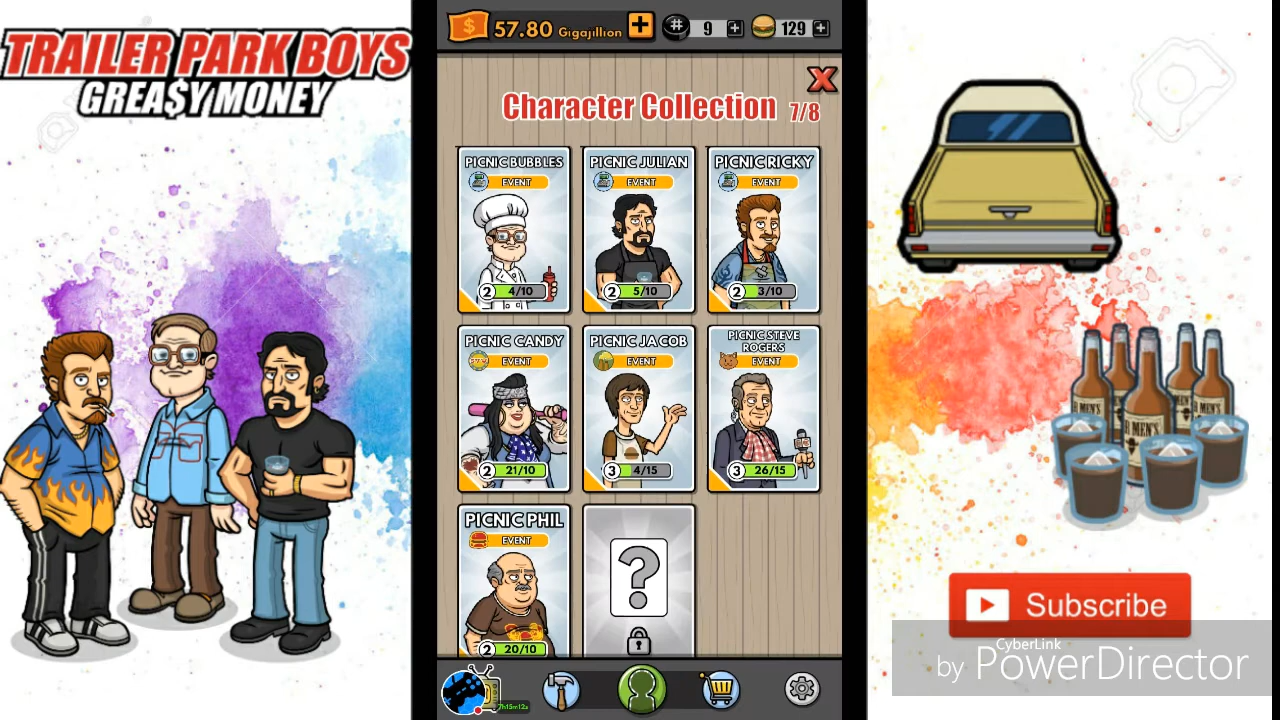 TRAILER PARK BOYS
GREA$Y MONEY
$ 57.80 Gigajillion + # 9 + 129 +
X
Character Collection 7/8
PICNIC BUBBLES
EVENT
2 4/10
PICNIC JULIAN
EVENT
2 5/10
PICNIC RICKY
EVENT
2 3/10
PICNIC CANDY
EVENT
2 21/10
PICNIC JACOB
EVENT
3 4/15
PICNIC STEVE
ROGERS
EVENT
3 26/15
PICNIC PHIL
EVENT
2 20/10
?
7h15m12s
MEN'S
Subscribe
CyberLink
by PowerDirector